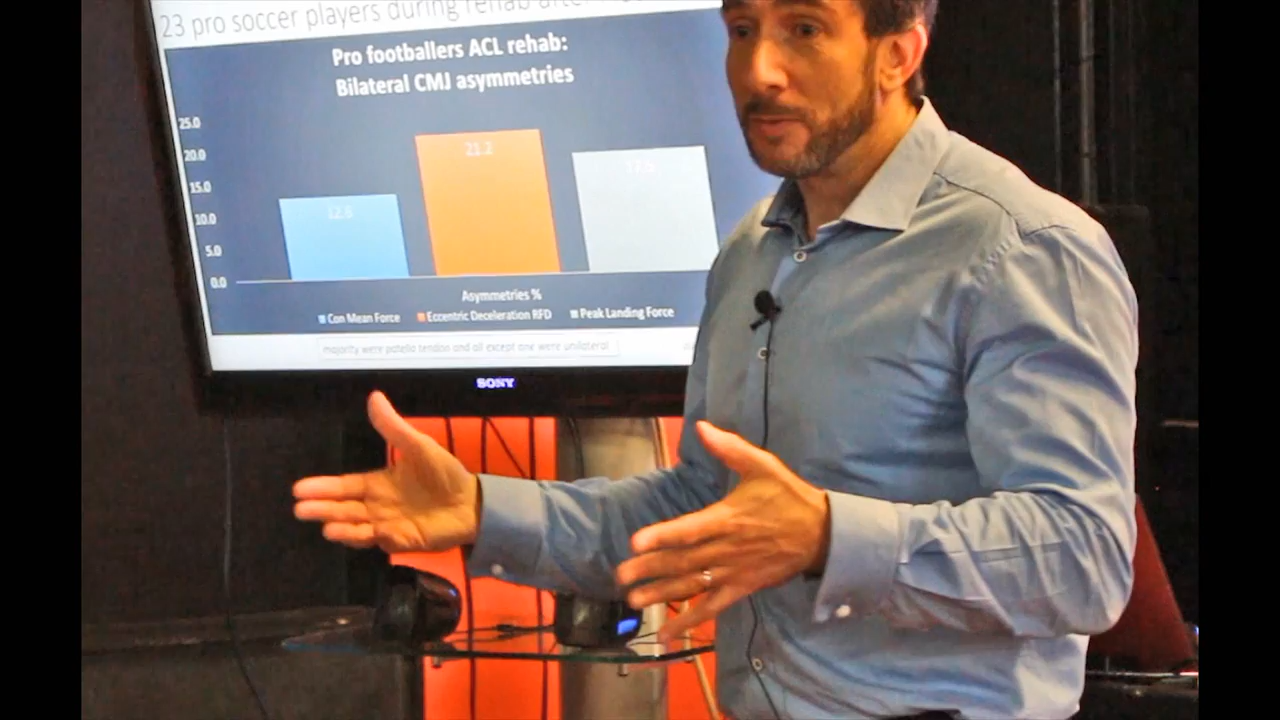 23 pro soccer players during rehab after
Pro footballers ACL rehab:
Bilateral CMJ asymmetries
25.0
20.0
15.0
10.0
5.0
0.0
12.8
21.2
Asymmetries %
Con Mean Force
Eccentric Deceleration RFD
Peak Landing Force
majority were patella tendon and all except one were unilateral
SONY